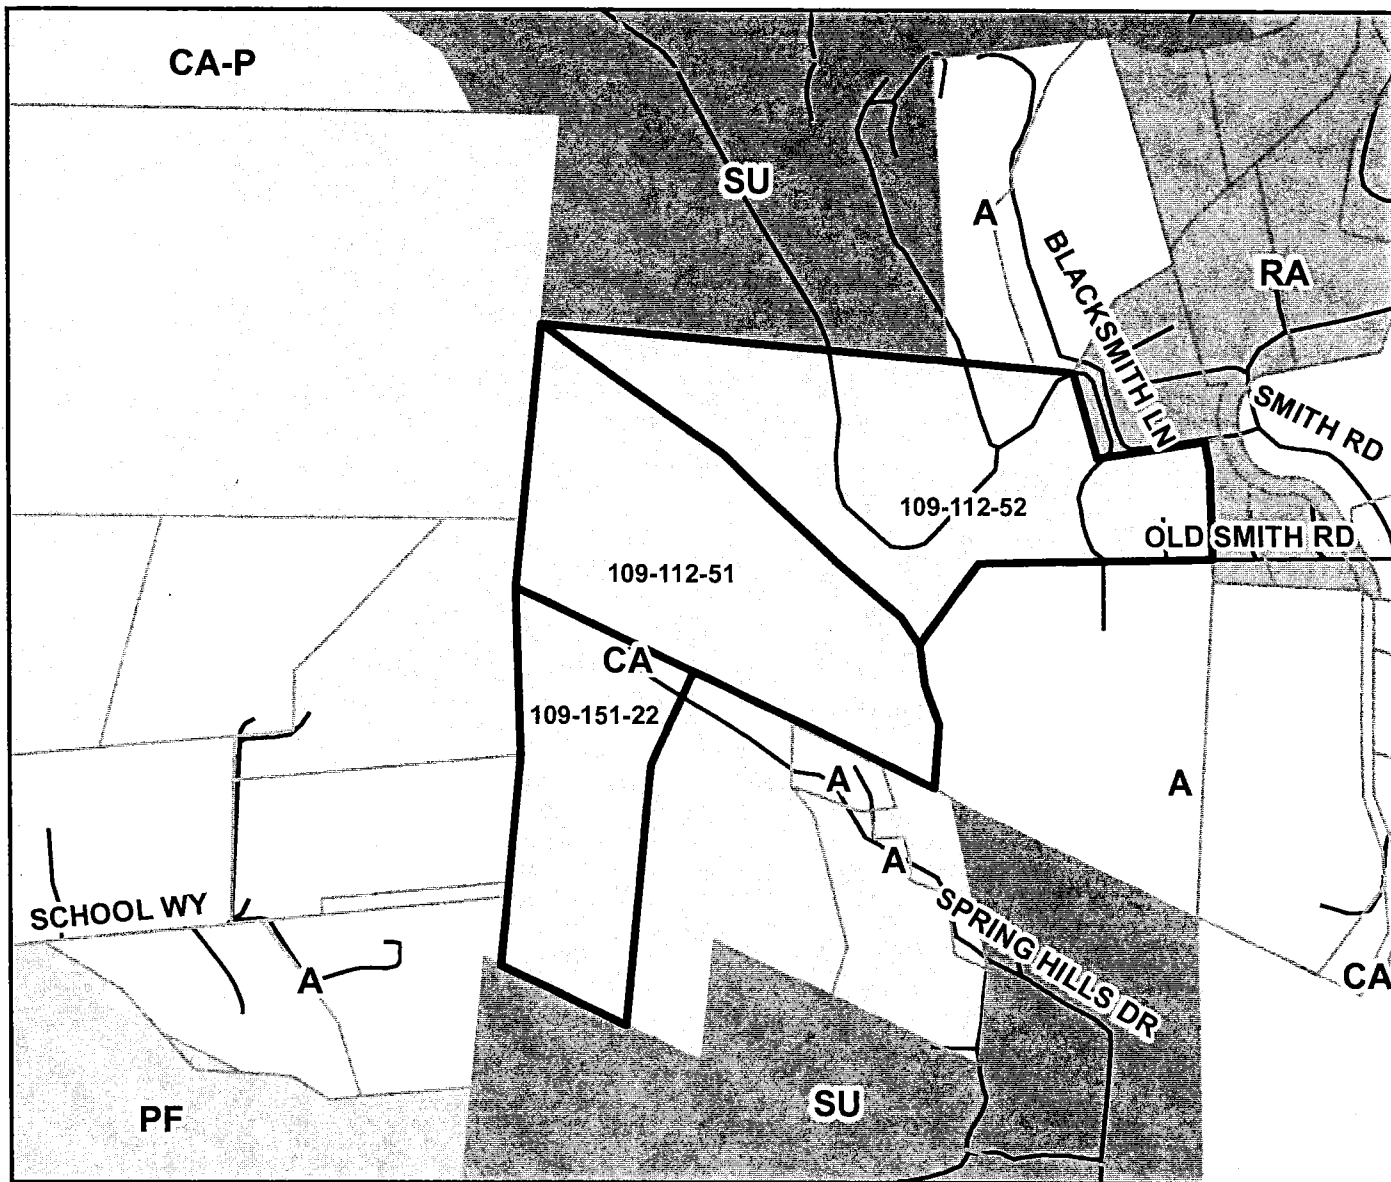 CA-P
SU
A
BLACKSMITH LN
RA
SMITH RD
109-112-52
OLD SMITH RD
109-112-51
CA
109-151-22
A
A
A
SPRING HILLS DR
SCHOOL WY
A
CA
PF
SU